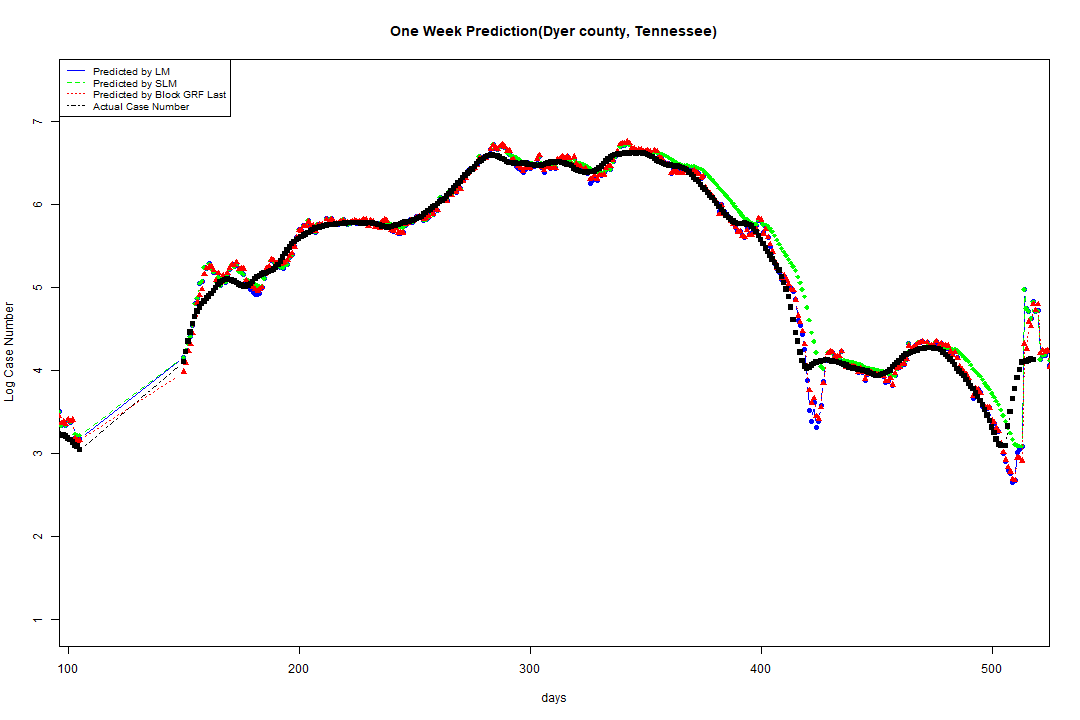 One Week Prediction(Dyer county, Tennessee)
Predicted by LM
Predicted by SLM
Predicted by Block GRF Last
Actual Case Number
7
6
5
4
3
2
1
Log Case Number
100 200 300 400 500
days